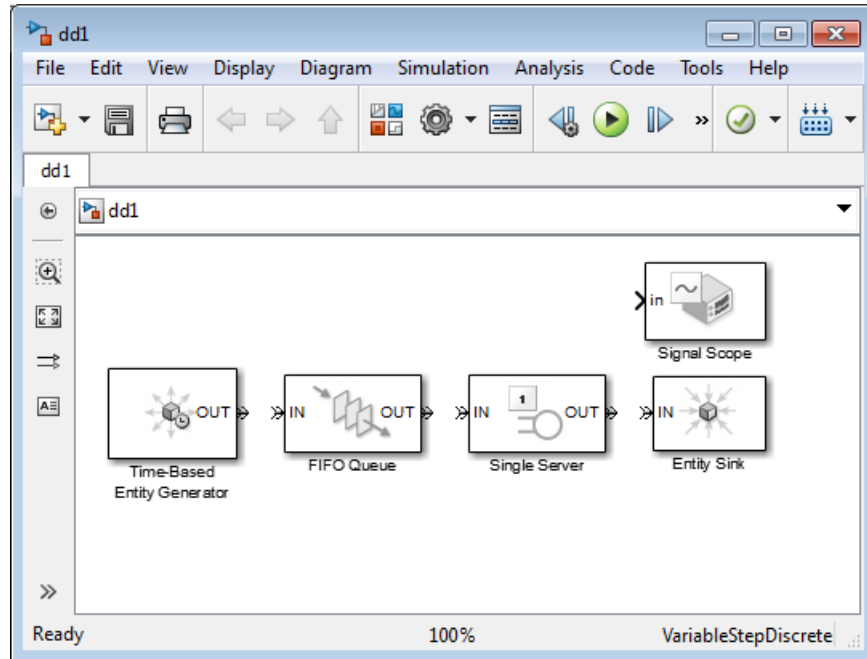 dd1
File Edit View Display Diagram Simulation Analysis Code Tools Help
dd1
dd1
in
Signal Scope
OUT
IN OUT
IN 1 OUT
IN
Time-Based
Entity Generator
FIFO Queue
Single Server
Entity Sink
Ready 100% VariableStepDiscrete